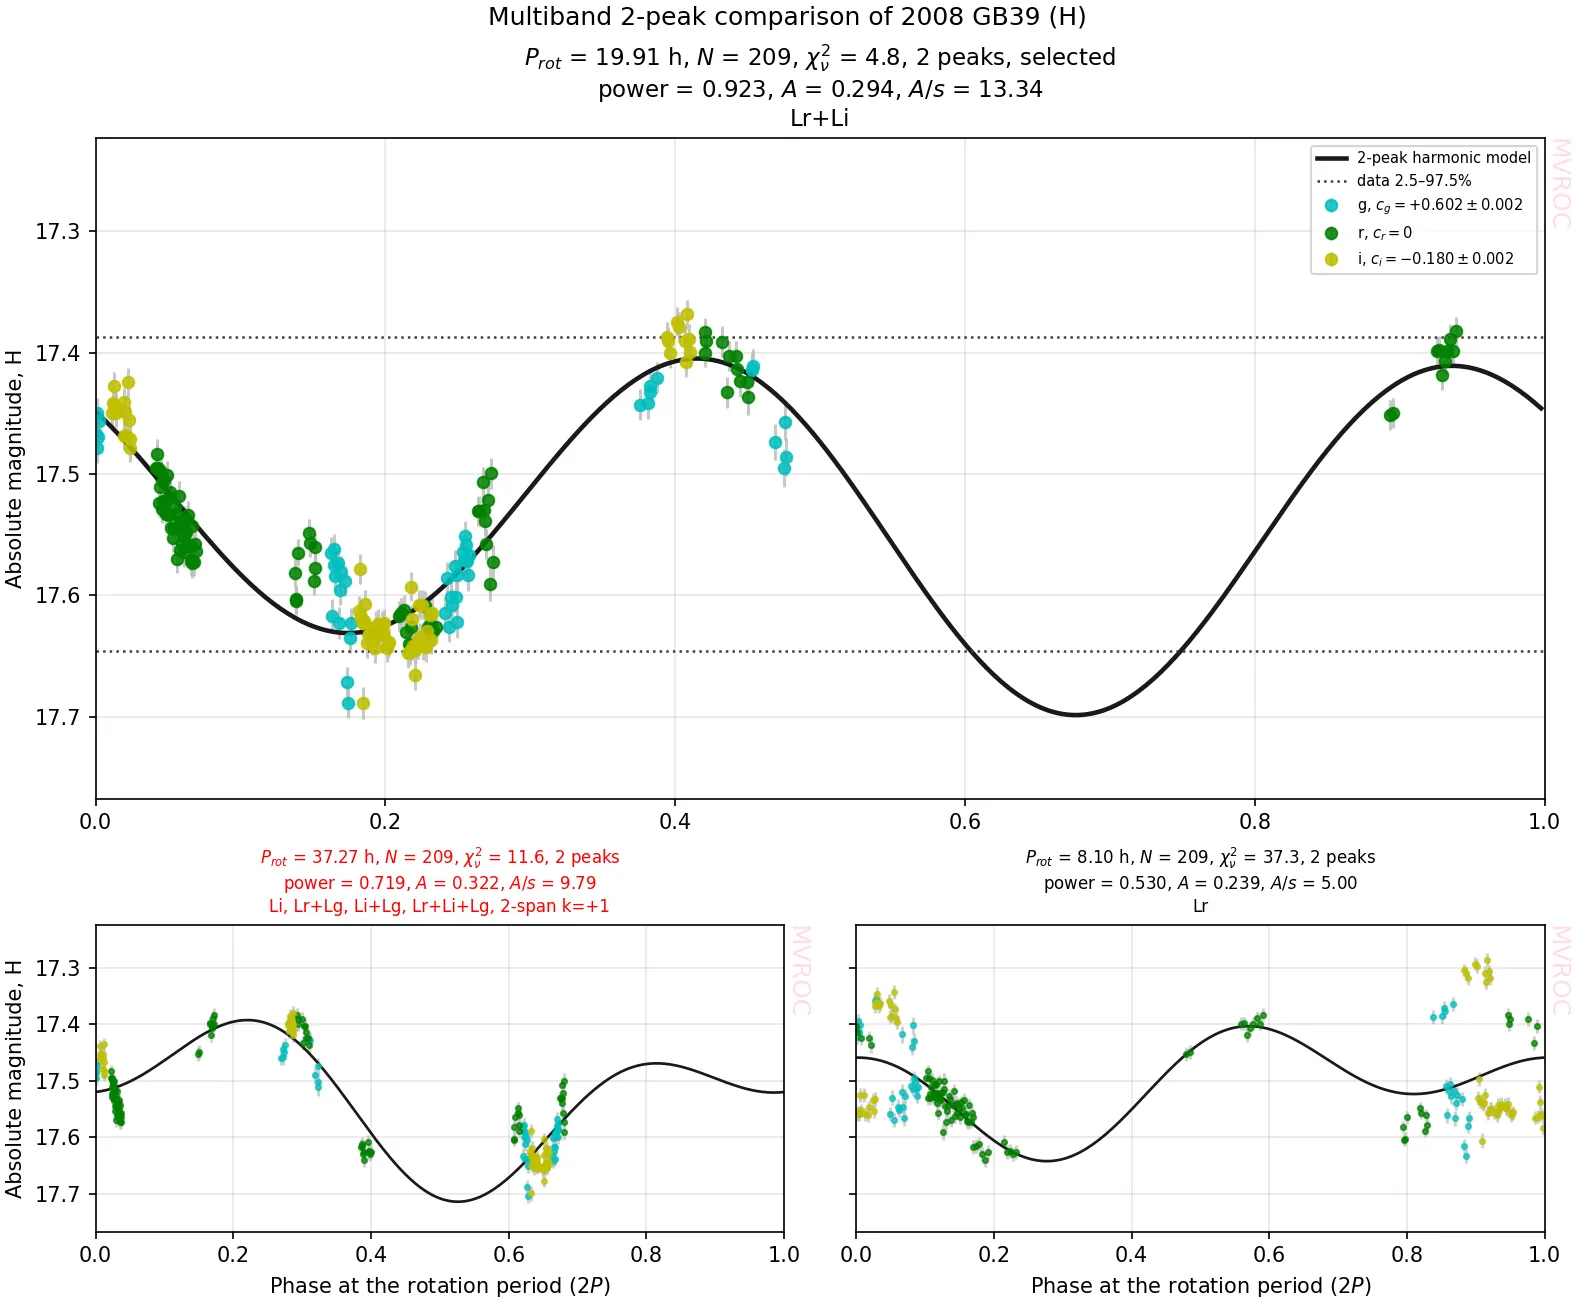 Multiband 2-peak comparison of 2008 GB39 (H)
P_rot = 19.91 h, N = 209, χ²_ν = 4.8, 2 peaks, selected
power = 0.923, A = 0.294, A/s = 13.34
Lr+Li
2-peak harmonic model
data 2.5–97.5%
g, c_g = +0.602 ± 0.002
r, c_r = 0
i, c_i = −0.180 ± 0.002
MVROC
Absolute magnitude, H
17.3
17.4
17.5
17.6
17.7
0.0 0.2 0.4 0.6 0.8 1.0
P_rot = 37.27 h, N = 209, χ²_ν = 11.6, 2 peaks
power = 0.719, A = 0.322, A/s = 9.79
Li, Lr+Lg, Li+Lg, Lr+Li+Lg, 2-span k=+1
MVROC
Absolute magnitude, H
17.3
17.4
17.5
17.6
17.7
0.0 0.2 0.4 0.6 0.8 1.0
Phase at the rotation period (2P)
P_rot = 8.10 h, N = 209, χ²_ν = 37.3, 2 peaks
power = 0.530, A = 0.239, A/s = 5.00
Lr
MVROC
0.0 0.2 0.4 0.6 0.8 1.0
Phase at the rotation period (2P)